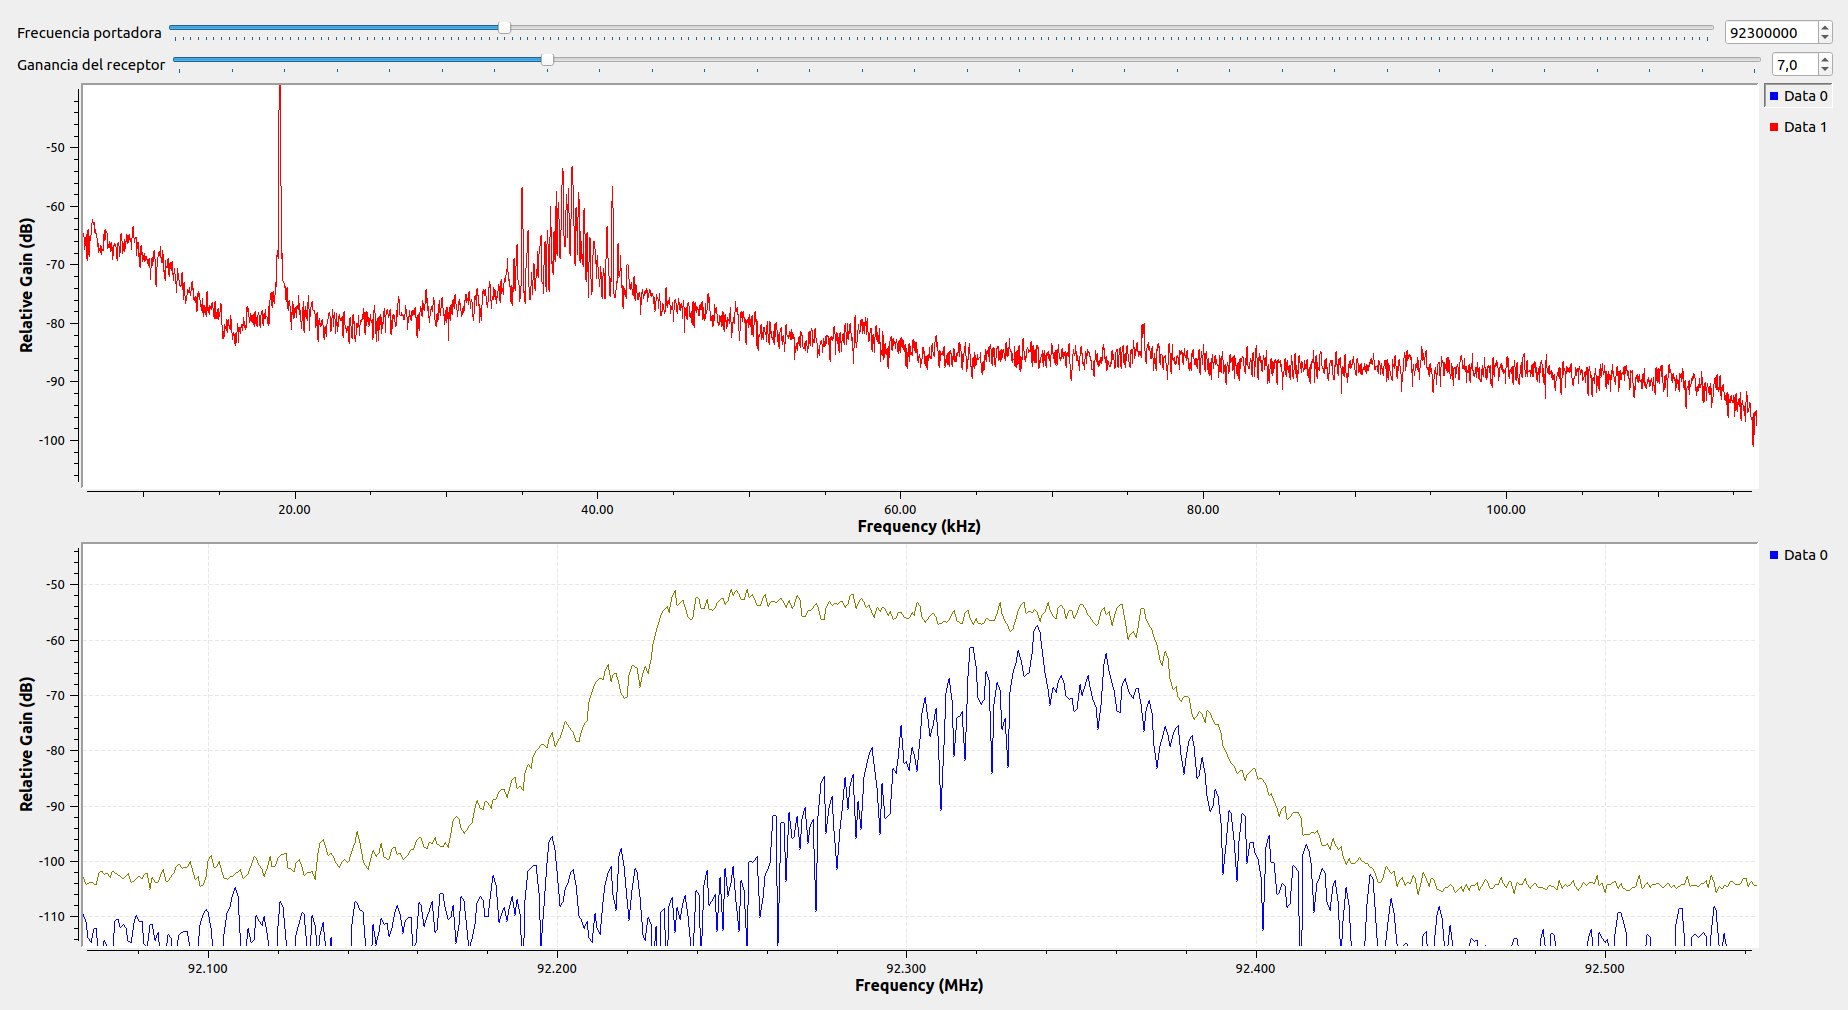 Frecuencia portadora
92300000
Ganancia del receptor
7,0
Data 0
Data 1
Relative Gain (dB)
-50
-60
-70
-80
-90
-100
20.00 40.00 60.00 80.00 100.00
Frequency (kHz)
Data 0
Relative Gain (dB)
-50
-60
-70
-80
-90
-100
-110
92.100 92.200 92.300 92.400 92.500
Frequency (MHz)